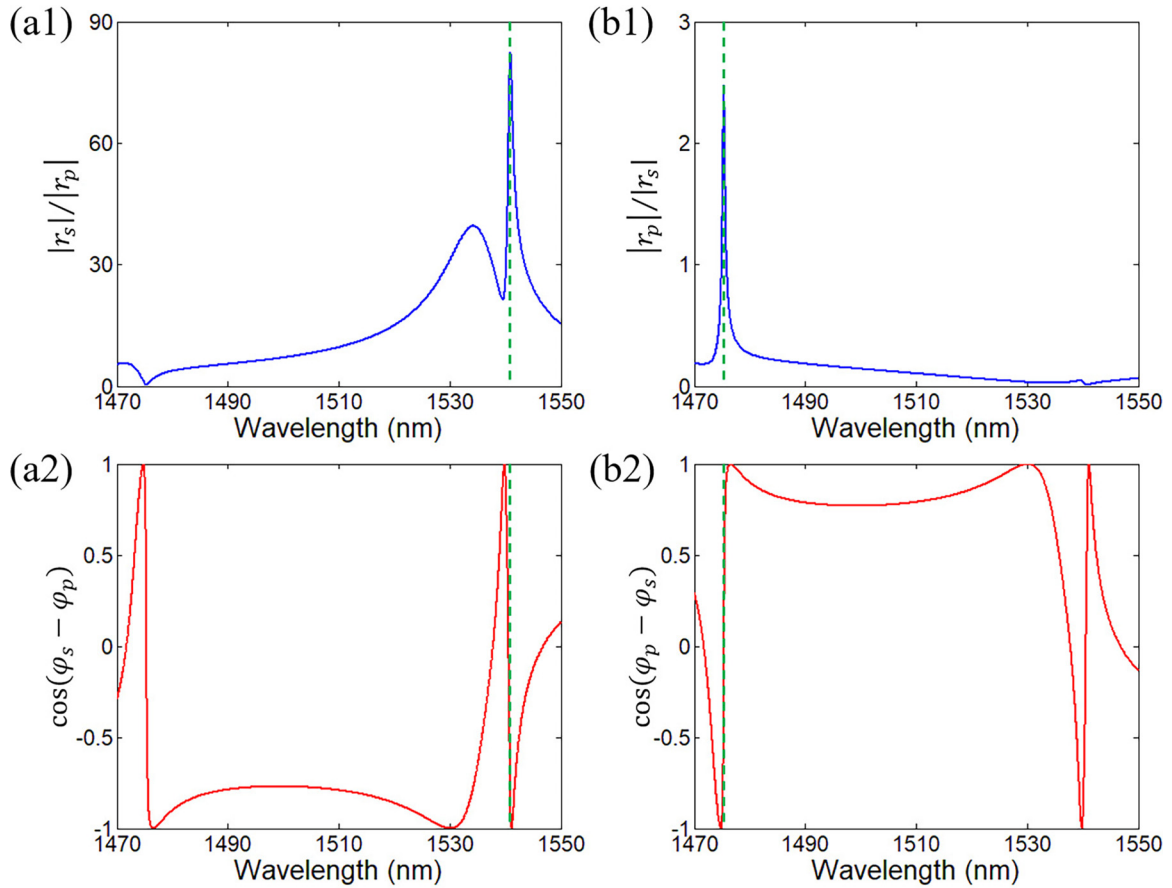 (a1)
90
60
30
0
|r_s|/|r_p|
1470 1490 1510 1530 1550
Wavelength (nm)
(b1)
3
2
1
0
|r_p|/|r_s|
1470 1490 1510 1530 1550
Wavelength (nm)
(a2)
1
0.5
0
-0.5
-1
cos(φ_s − φ_p)
1470 1490 1510 1530 1550
Wavelength (nm)
(b2)
1
0.5
0
-0.5
-1
cos(φ_p − φ_s)
1470 1490 1510 1530 1550
Wavelength (nm)